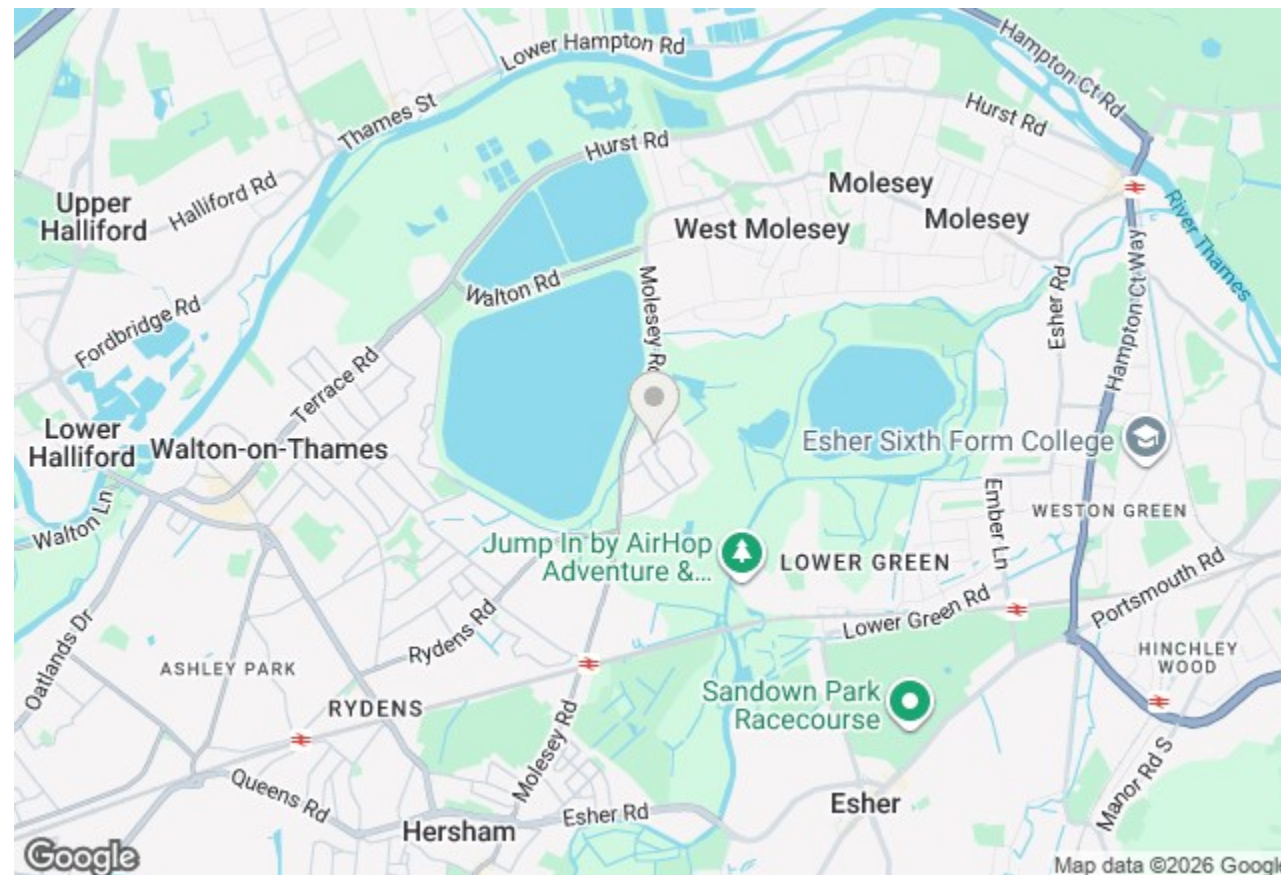 Lower Hampton Rd
Hampton Ct Rd
Thames St
Hurst Rd
Hurst Rd
Molesey
Upper
Halliford
Halliford Rd
West Molesey
Molesey
River Thames
Walton Rd
Molesey Rd
Esher Rd
Hampton Ct Way
Fordbridge Rd
Terrace Rd
Lower
Halliford
Walton-on-Thames
Esher Sixth Form College
Walton Ln
Ember Ln
WESTON GREEN
Jump In by AirHop
Adventure &...
LOWER GREEN
Portsmouth Rd
Lower Green Rd
Oatlands Dr
Rydens Rd
ASHLEY PARK
HINCHLEY
WOOD
RYDENS
Sandown Park
Racecourse
Molesey Rd
Queens Rd
Manor Rd S
Esher Rd
Esher
Hersham
Google
Map data ©2026 Google